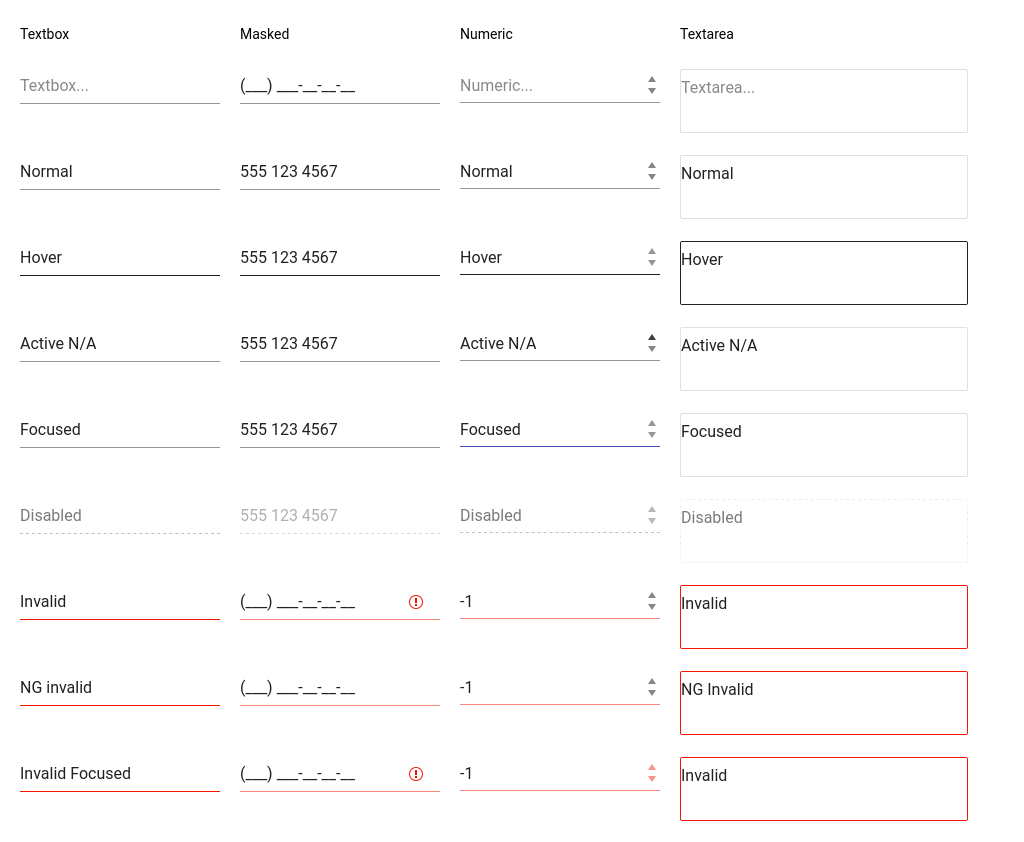 Textbox Masked Numeric Textarea
Textbox... (___) ___-__-__-__ Numeric... Textarea...
Normal 555 123 4567 Normal Normal
Hover 555 123 4567 Hover Hover
Active N/A 555 123 4567 Active N/A Active N/A
Focused 555 123 4567 Focused Focused
Disabled 555 123 4567 Disabled Disabled
Invalid (___) ___-__-__-__ -1 Invalid
NG invalid (___) ___-__-__-__ -1 NG Invalid
Invalid Focused (___) ___-__-__-__ -1 Invalid